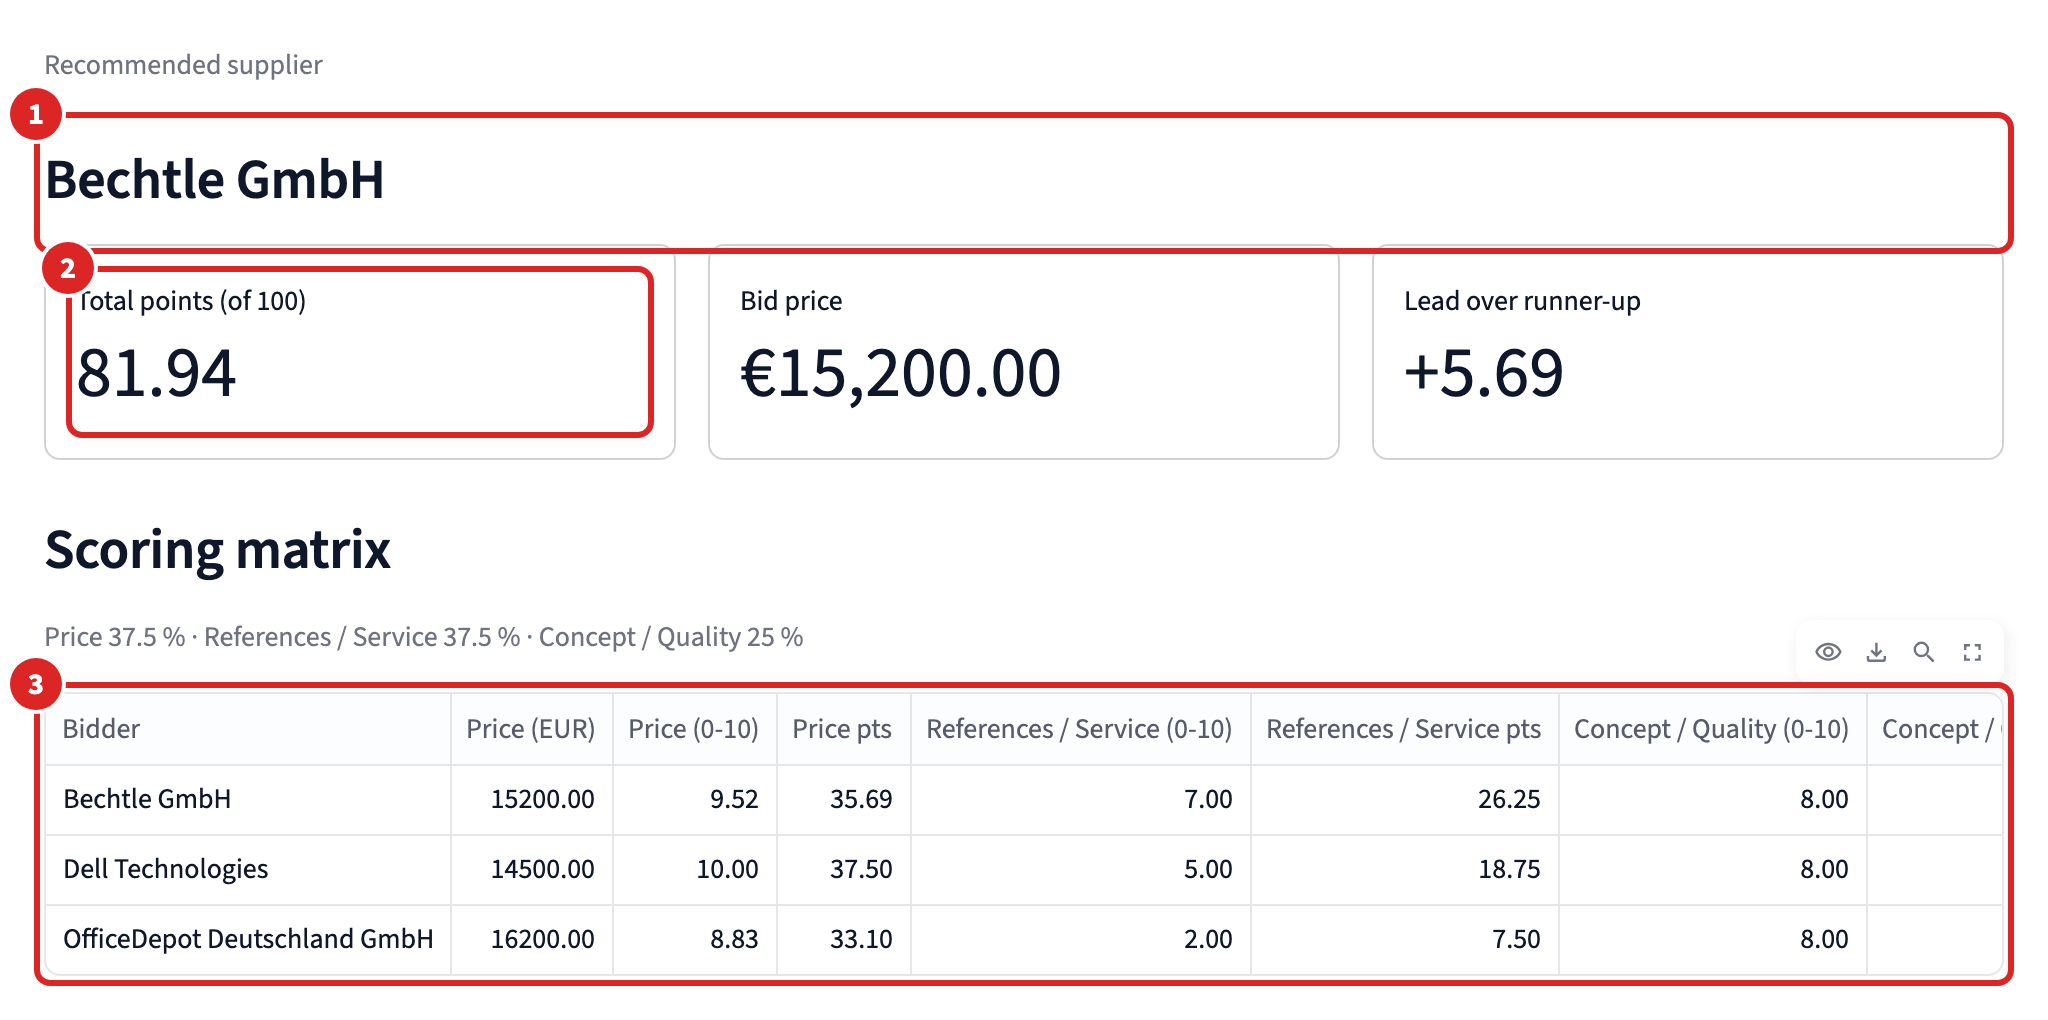 Recommended supplier
1
Bechtle GmbH
2
Total points (of 100)
81.94
Bid price
€15,200.00
Lead over runner-up
+5.69
Scoring matrix
Price 37.5 % · References / Service 37.5 % · Concept / Quality 25 %
3
Bidder Price (EUR) Price (0-10) Price pts References / Service (0-10) References / Service pts Concept / Quality (0-10) Concept /
Bechtle GmbH 15200.00 9.52 35.69 7.00 26.25 8.00
Dell Technologies 14500.00 10.00 37.50 5.00 18.75 8.00
OfficeDepot Deutschland GmbH 16200.00 8.83 33.10 2.00 7.50 8.00